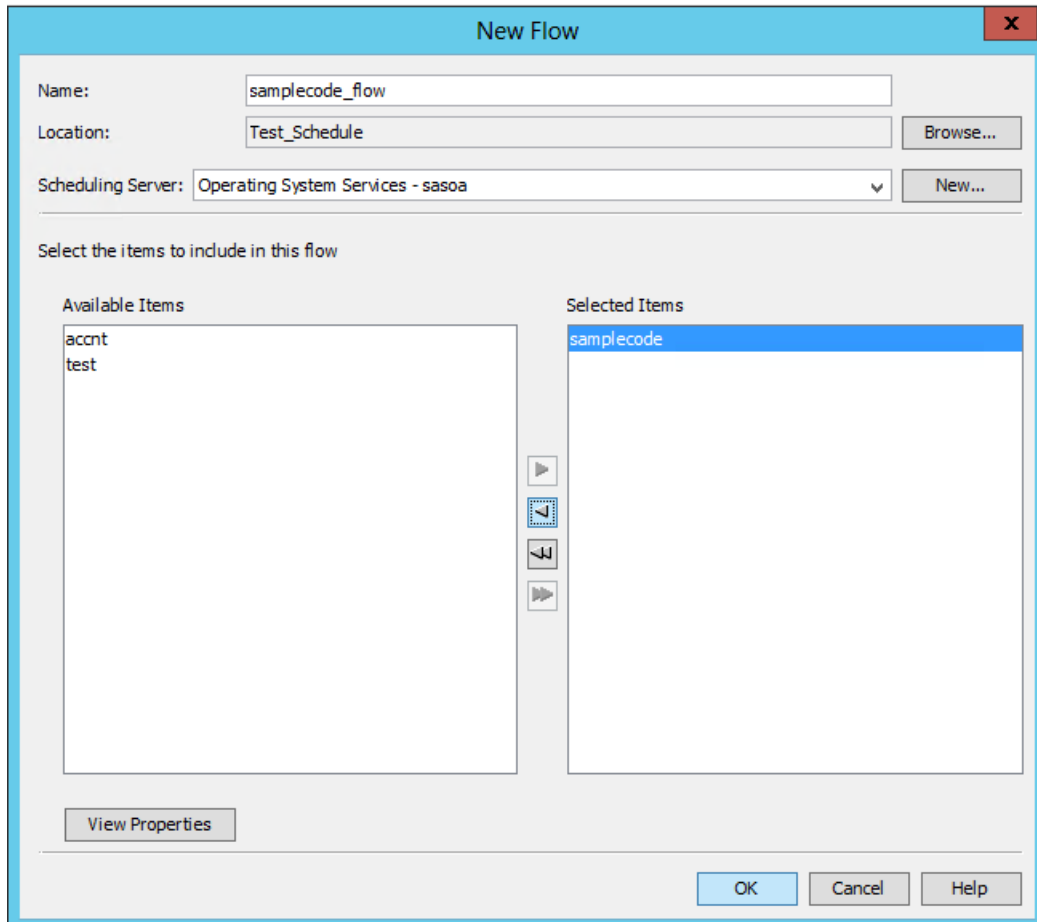 New Flow
X
Name: samplecode_flow
Location: Test_Schedule Browse...
Scheduling Server: Operating System Services - sasoa New...
Select the items to include in this flow
Available Items Selected Items
accnt samplecode
test
View Properties
OK Cancel Help